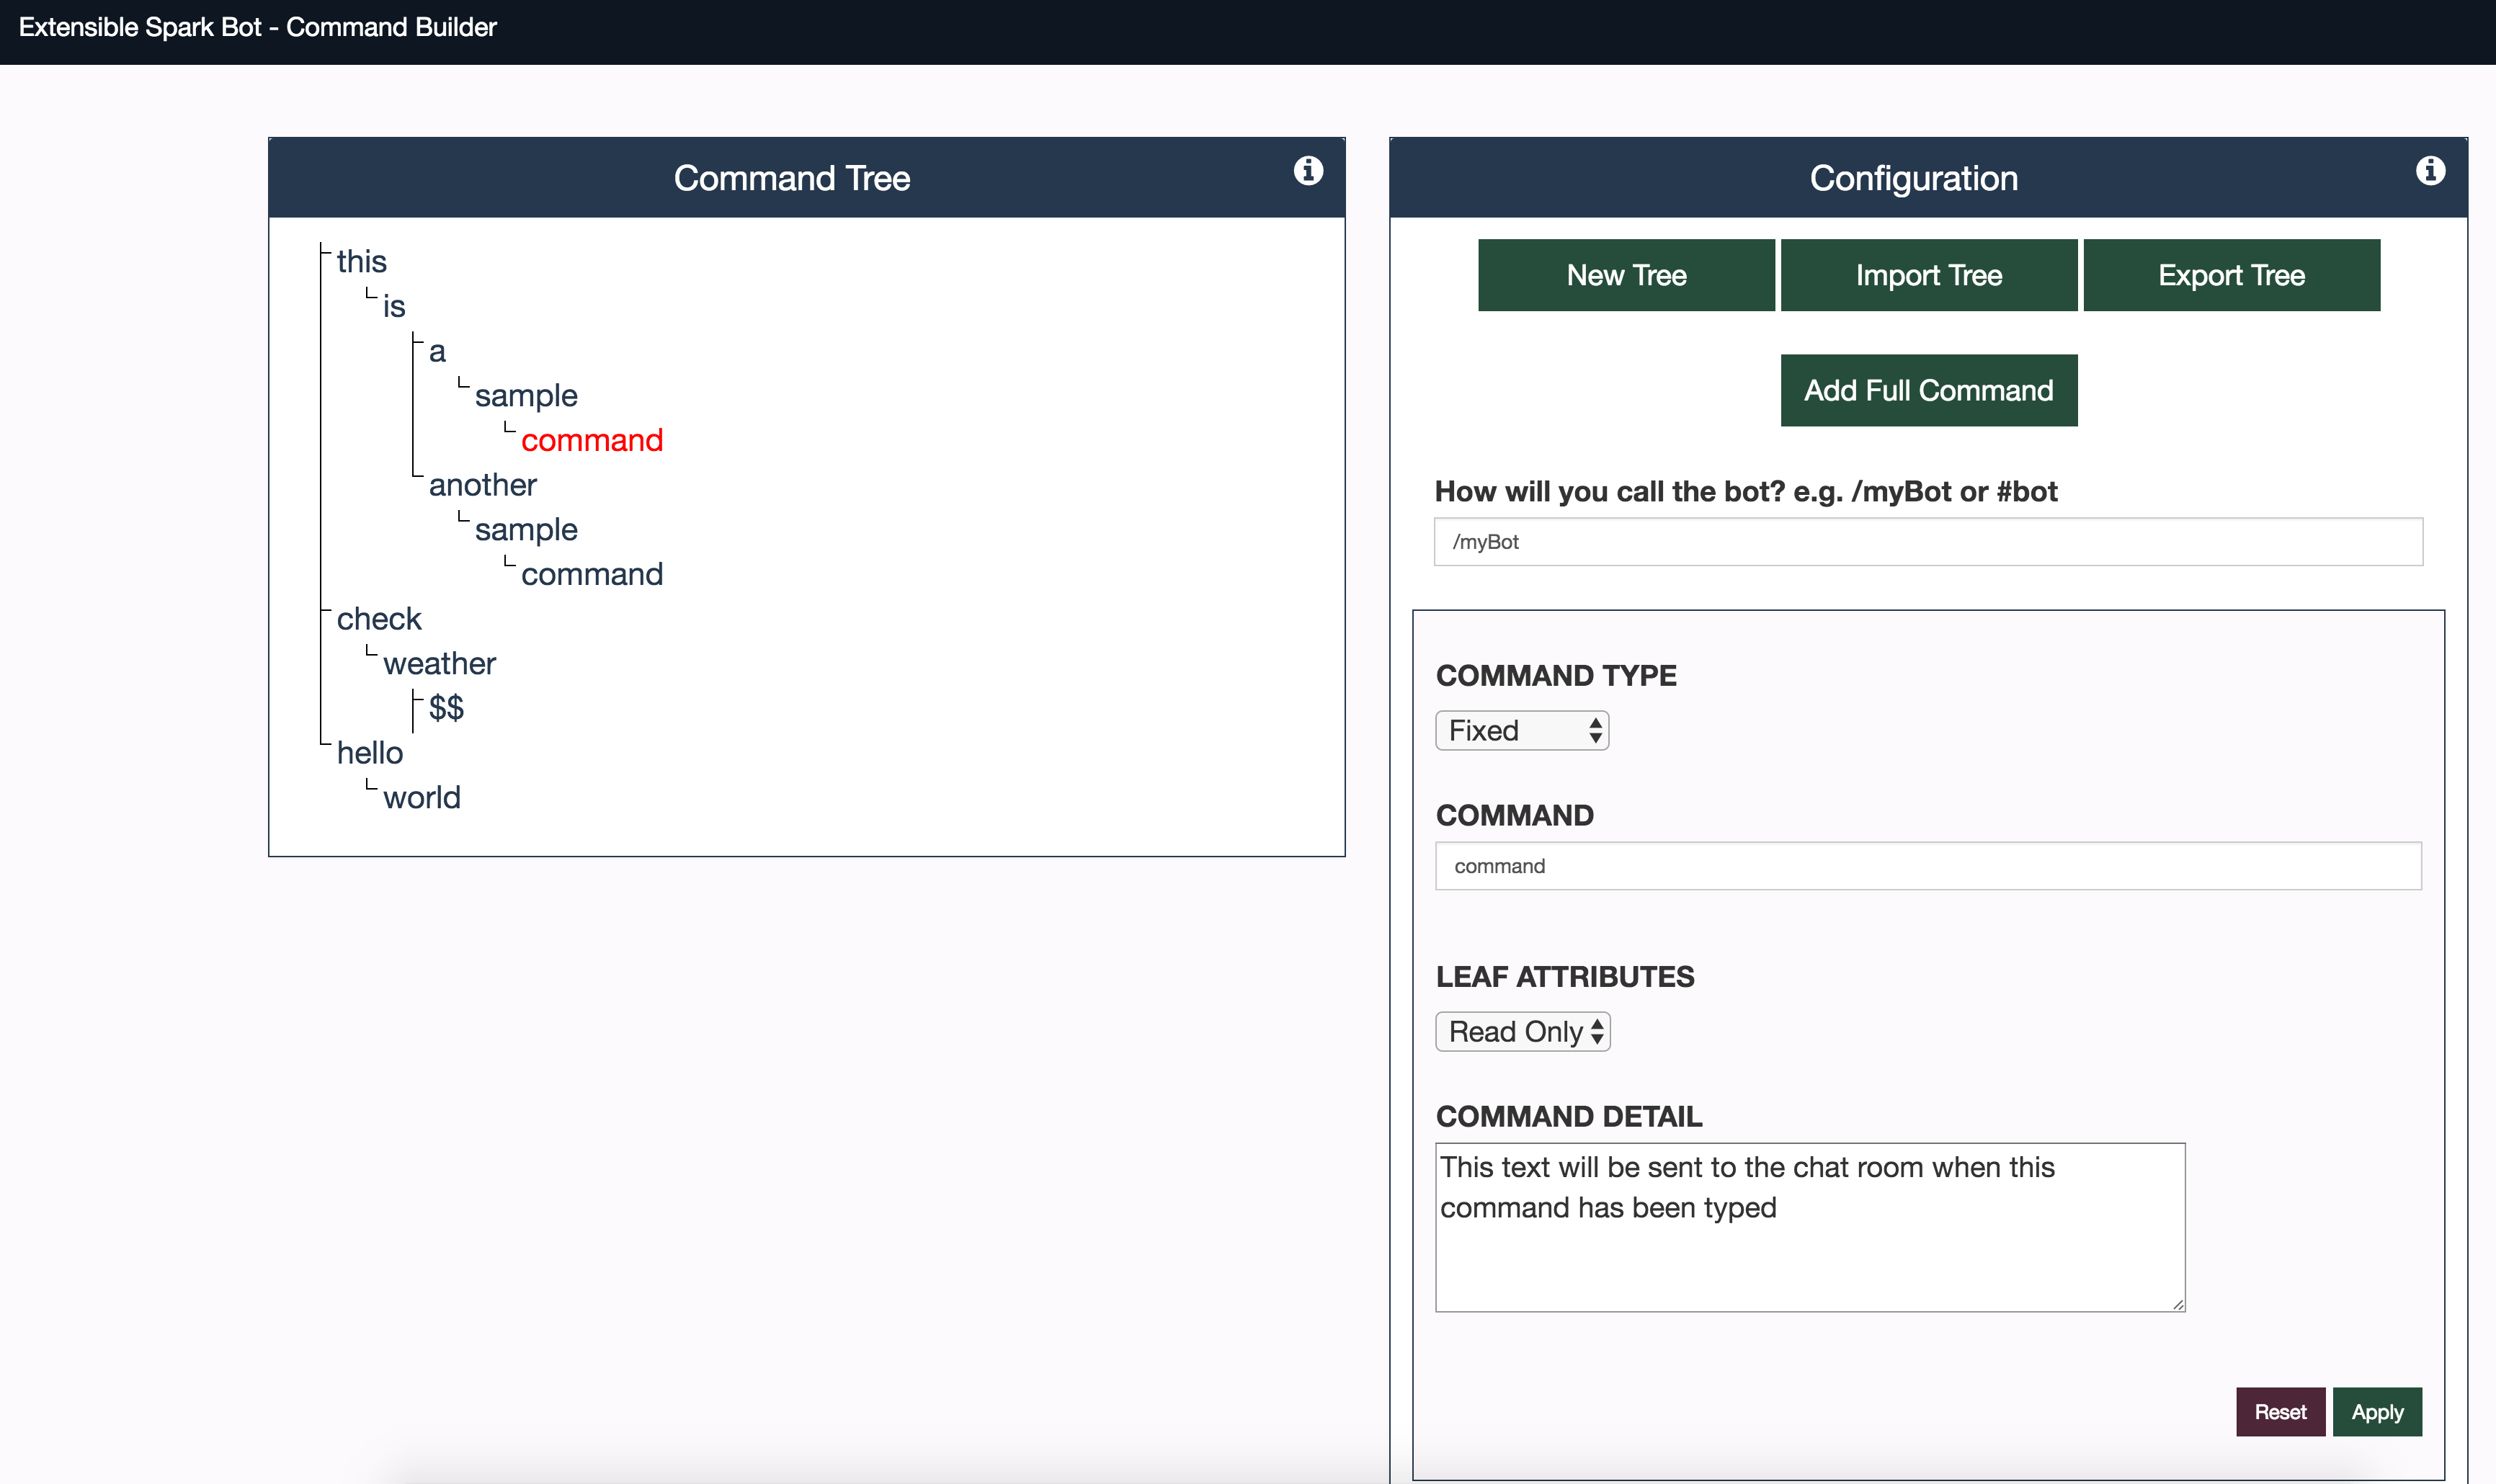 Extensible Spark Bot - Command Builder
Command Tree
this
is
a
sample
command
another
sample
command
check
weather
$$
hello
world
Configuration
New Tree
Import Tree
Export Tree
Add Full Command
How will you call the bot? e.g. /myBot or #bot
/myBot
COMMAND TYPE
Fixed
COMMAND
command
LEAF ATTRIBUTES
Read Only
COMMAND DETAIL
This text will be sent to the chat room when this
command has been typed
Reset
Apply